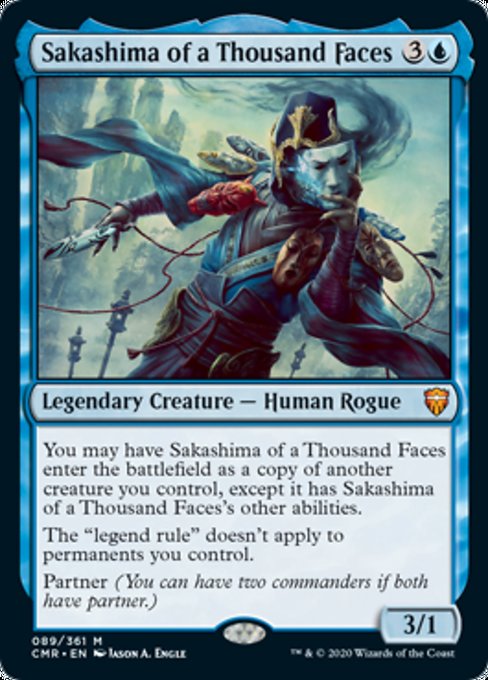 Sakashima of a Thousand Faces 3
Legendary Creature — Human Rogue
You may have Sakashima of a Thousand Faces
enter the battlefield as a copy of another
creature you control, except it has Sakashima
of a Thousand Faces's other abilities.
The “legend rule” doesn't apply to
permanents you control.
Partner (You can have two commanders if both
have partner.)
3/1
089/361 M
CMR • EN Jason A. Engle
™ & © 2020 Wizards of the Coast